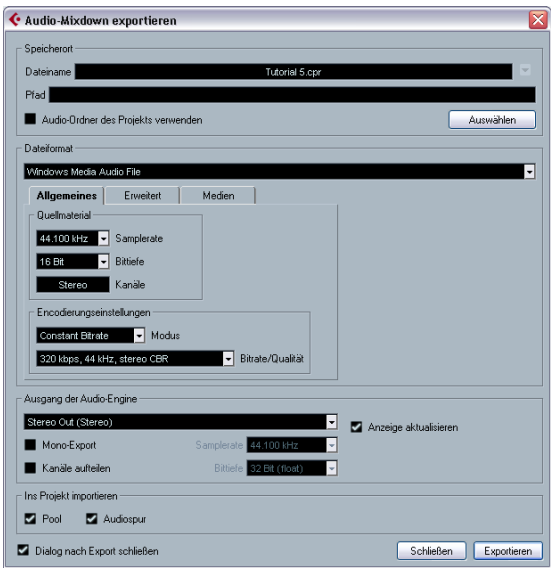 Audio-Mixdown exportieren
Speicherort
Dateiname Tutorial 5.cpr
Pfad
Audio-Ordner des Projekts verwenden Auswählen
Dateiformat
Windows Media Audio File
Allgemeines Erweitert Medien
Quellmaterial
44.100 kHz Samplerate
16 Bit Bittiefe
Stereo Kanäle
Encodierungseinstellungen
Constant Bitrate Modus
320 kbps, 44 kHz, stereo CBR Bitrate/Qualität
Ausgang der Audio-Engine
Stereo Out (Stereo) Anzeige aktualisieren
Mono-Export Samplerate 44.100 kHz
Kanäle aufteilen Bittiefe 32 Bit (float)
Ins Projekt importieren
Pool Audiospur
Dialog nach Export schließen Schließen Exportieren